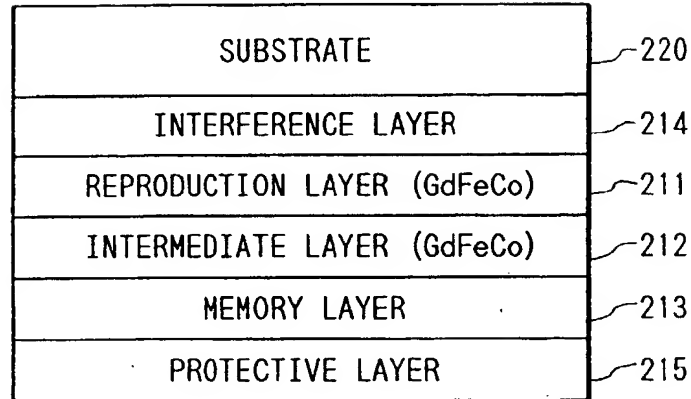 SUBSTRATE 220
INTERFERENCE LAYER 214
REPRODUCTION LAYER (GdFeCo) 211
INTERMEDIATE LAYER (GdFeCo) 212
MEMORY LAYER 213
PROTECTIVE LAYER 215